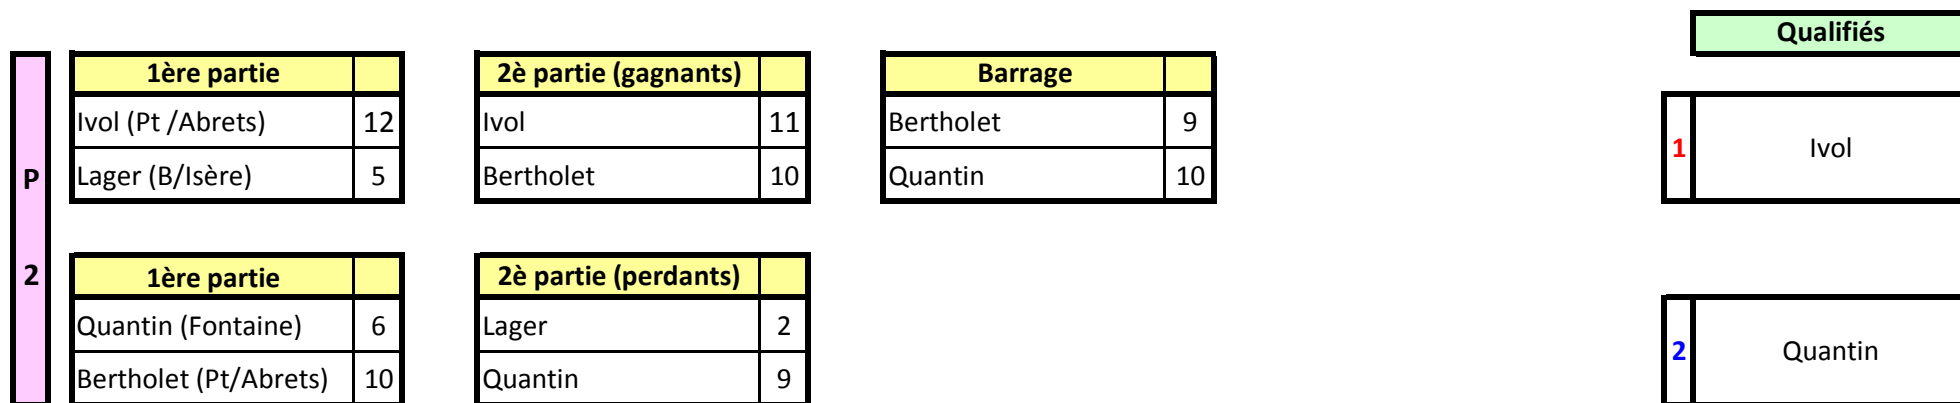 Qualifiés
1ère partie 2è partie (gagnants) Barrage
Ivol (Pt /Abrets) 12 Ivol 11 Bertholet 9
1 Ivol
P Lager (B/Isère) 5 Bertholet 10 Quantin 10
2 1ère partie 2è partie (perdants)
Quantin (Fontaine) 6 Lager 2
2 Quantin
Bertholet (Pt/Abrets) 10 Quantin 9